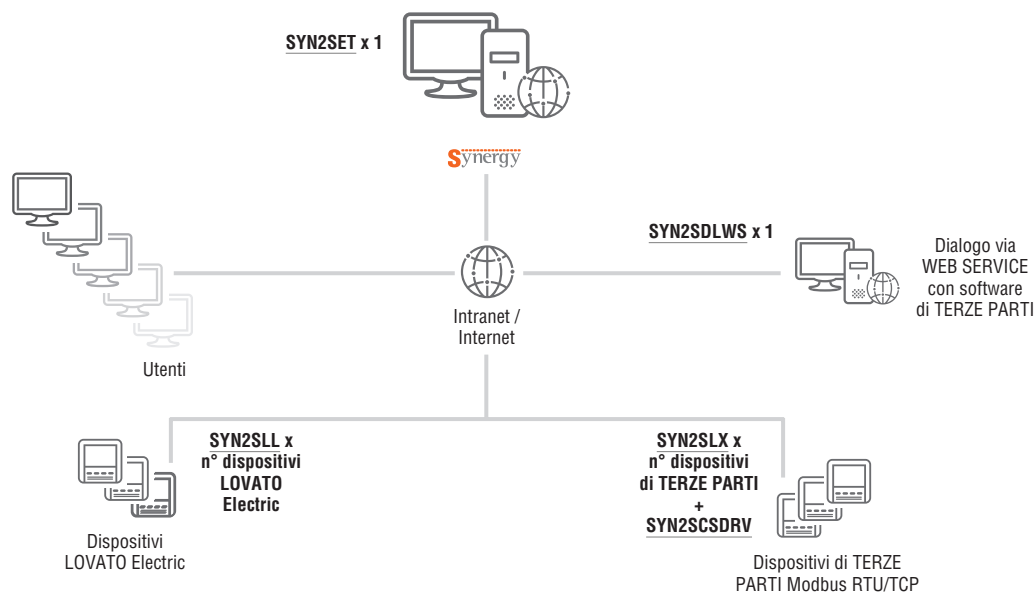 SYN2SET x 1
Synergy
SYN2SDLWS x 1
Dialogo via
WEB SERVICE
con software
di TERZE PARTI
Intranet /
Internet
Utenti
SYN2SLL x
n° dispositivi
LOVATO
Electric
SYN2SLX x
n° dispositivi
di TERZE PARTI
+
SYN2SCSDRV
Dispositivi
LOVATO Electric
Dispositivi di TERZE
PARTI Modbus RTU/TCP